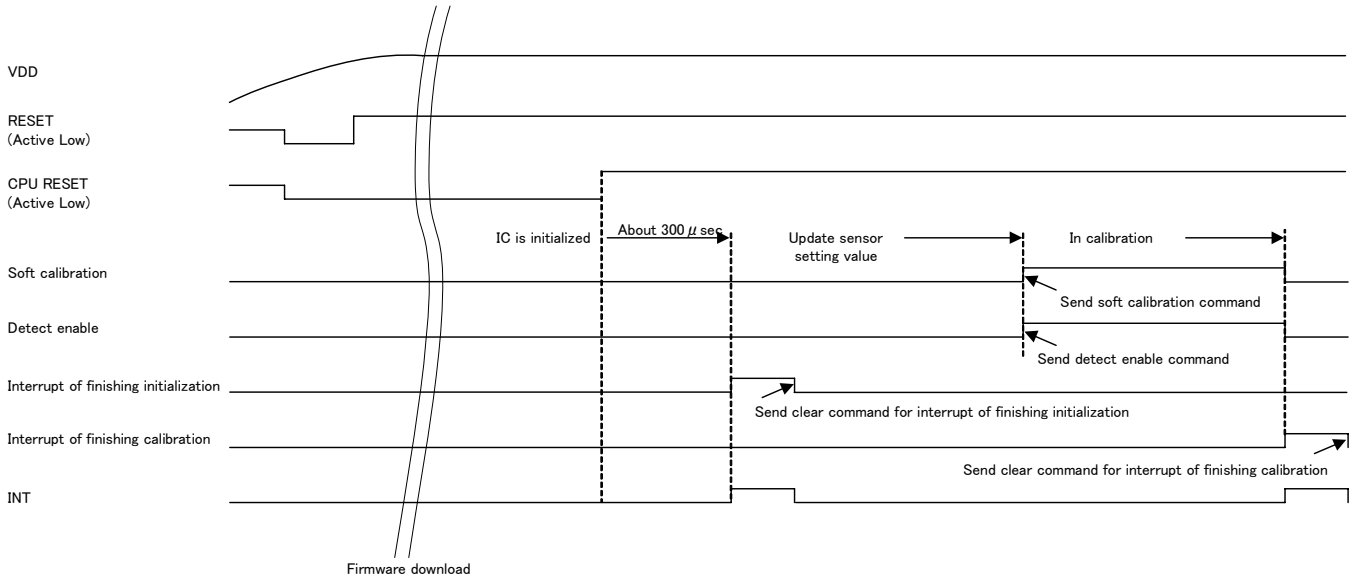 VDD
RESET
(Active Low)
CPU RESET
(Active Low)
IC is initialized
About 300 μ sec
Update sensor
setting value
In calibration
Soft calibration
Send soft calibration command
Detect enable
Send detect enable command
Interrupt of finishing initialization
Send clear command for interrupt of finishing initialization
Interrupt of finishing calibration
Send clear command for interrupt of finishing calibration
INT
Firmware download